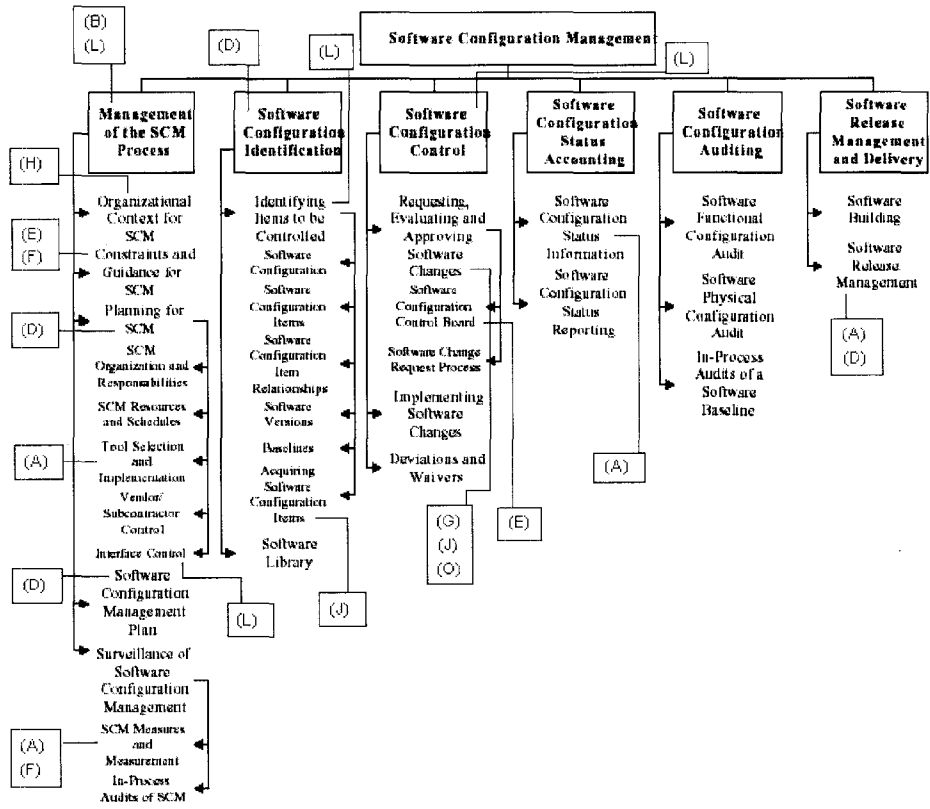 Software Configuration Management
(B)
(L)
(D)
(L)
(L)
Management
of the SCM
Process
Software
Configuration
Identification
Software
Configuration
Control
Software
Configuration
Status
Accounting
Software
Configuration
Auditing
Software
Release
Management
and Delivery
(H)
Organizational
Context for
SCM
(E)
(F)
Constraints and
Guidance for
SCM
(D)
Planning for
SCM
SCM
Organization and
Responsibilities
SCM Resources
and Schedules
(A)
Tool Selection
and
Implementation
Vendor/
Subcontractor
Control
Interface Control
(L)
(D)
Software
Configuration
Management
Plan
Surveillance of
Software
Configuration
Management
(A)
(F)
SCM Measures
and
Measurement
In-Process
Audits of SCM
Identifying
Items to be
Controlled
Software
Configuration
Software
Configuration
Items
Software
Configuration
Item
Relationships
Software
Versions
Baselines
Acquiring
Software
Configuration
Items
(J)
Software
Library
Requesting,
Evaluating and
Approving
Software
Changes
(G)
(J)
(O)
Software
Configuration
Control Board
(E)
Software Change
Request Process
Implementing
Software
Changes
Deviations and
Waivers
Software
Configuration
Status
Information
(A)
Software
Configuration
Status
Reporting
Software
Functional
Configuration
Audit
Software
Physical
Configuration
Audit
In-Process
Audits of a
Software
Baseline
Software
Building
Software
Release
Management
(A)
(D)